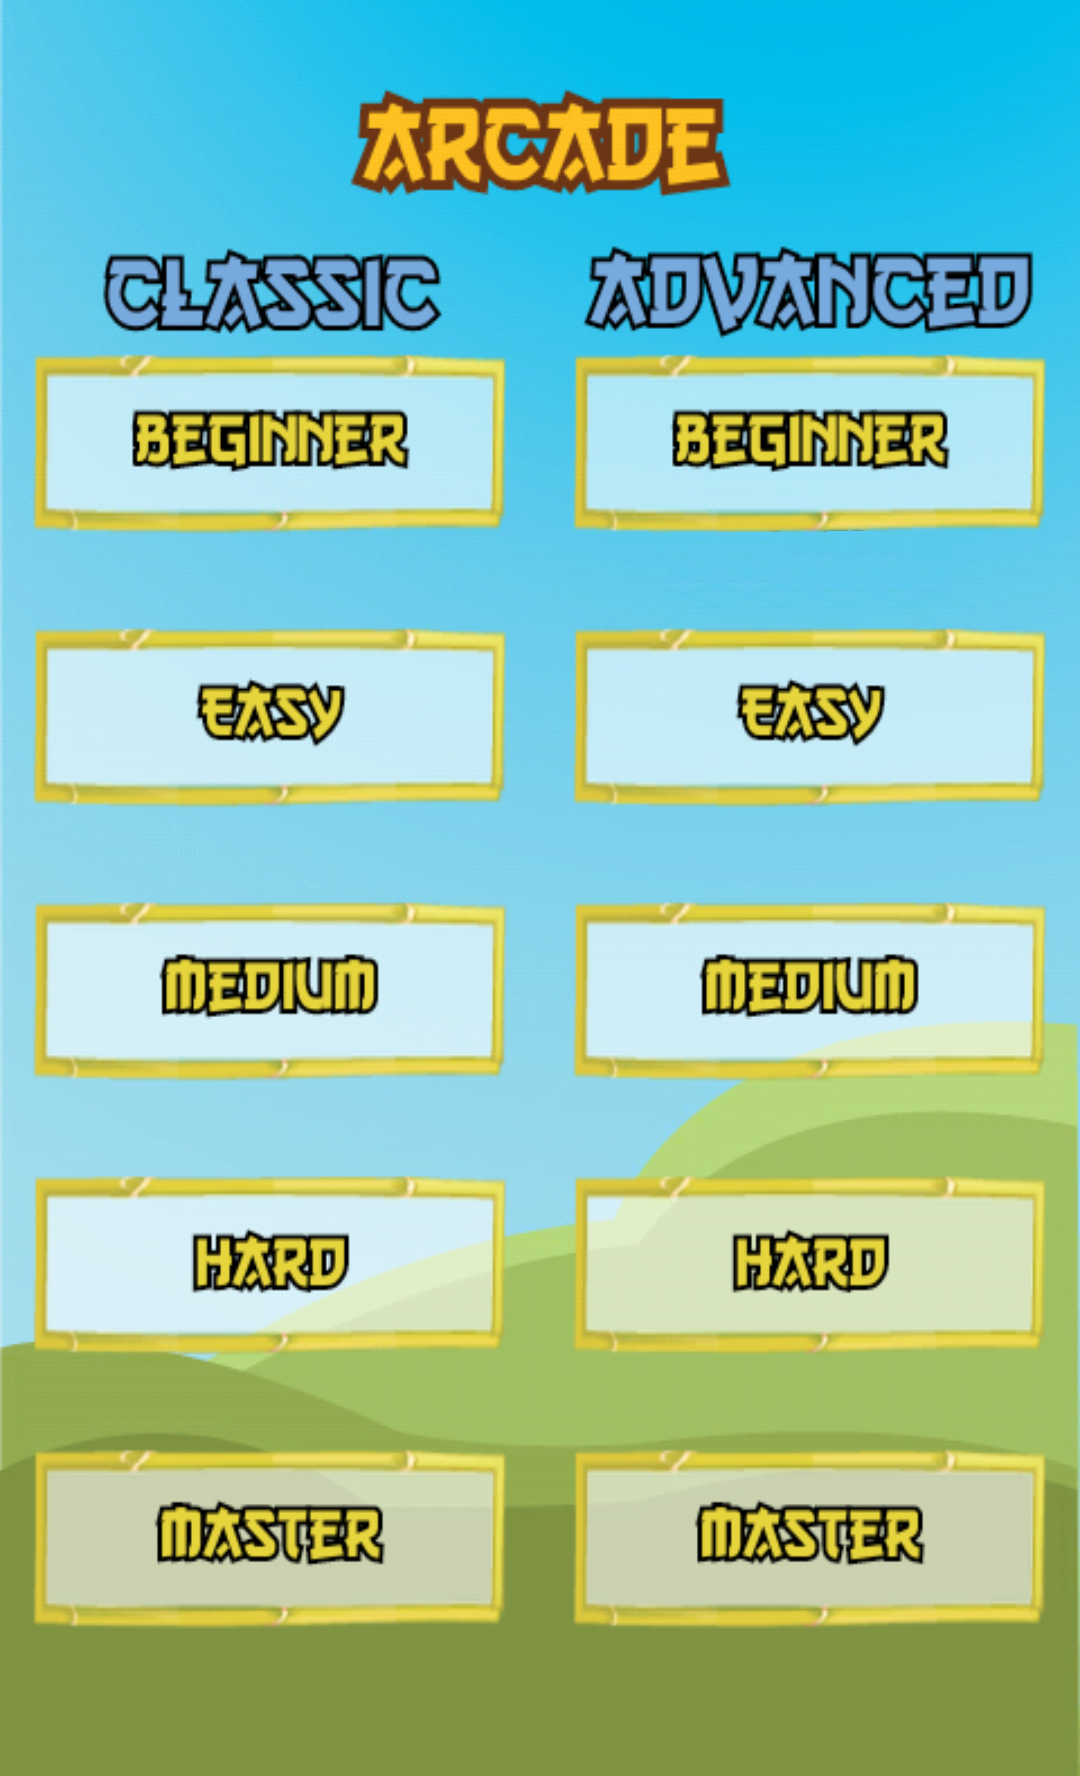 ARCADE
CLASSIC ADVANCED
BEGINNER BEGINNER
EASY EASY
MEDIUM MEDIUM
HARD HARD
MASTER MASTER